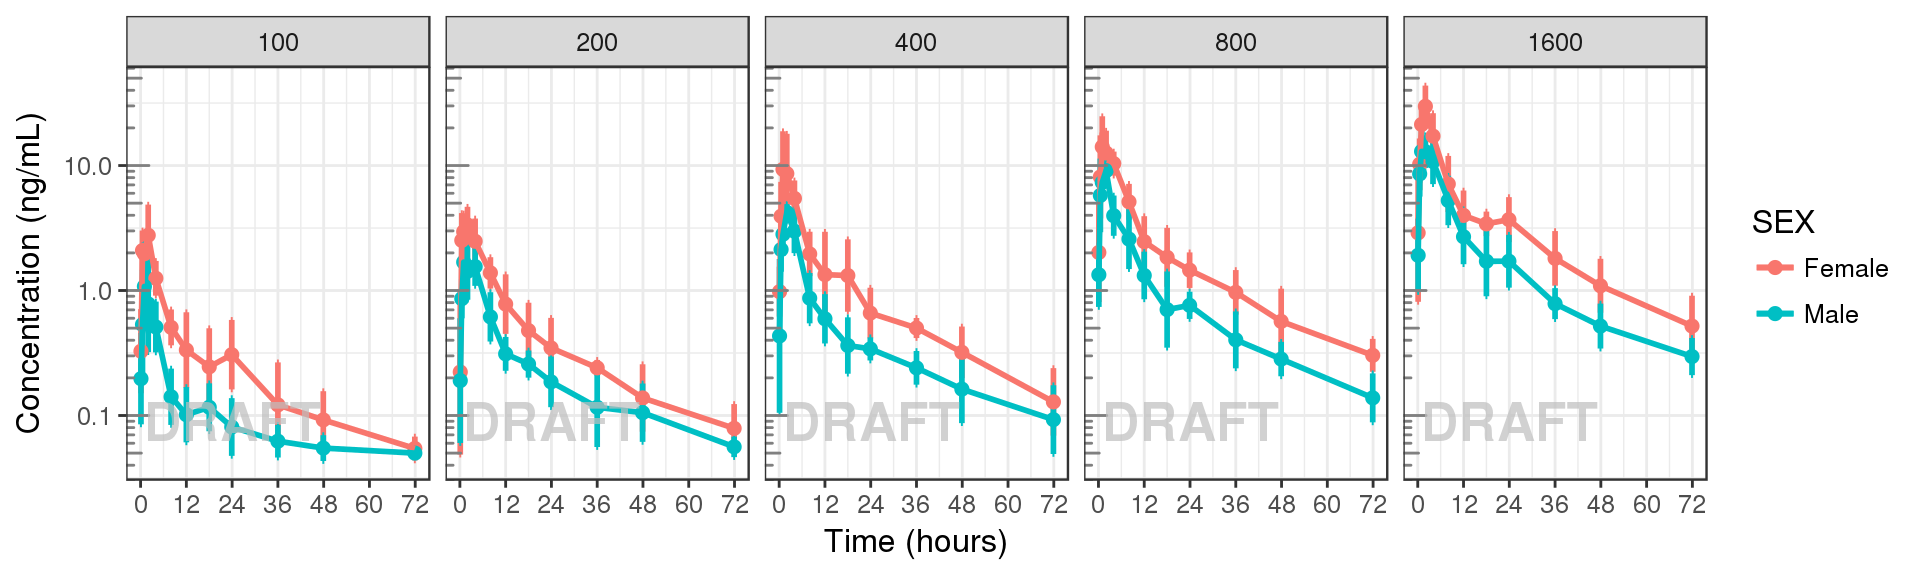 100 200 400 800 1600
Concentration (ng/mL)
10.0
1.0
0.1
DRAFT DRAFT DRAFT DRAFT DRAFT
0 12 24 36 48 60 72 0 12 24 36 48 60 72 0 12 24 36 48 60 72 0 12 24 36 48 60 72 0 12 24 36 48 60 72
Time (hours)
SEX
Female
Male